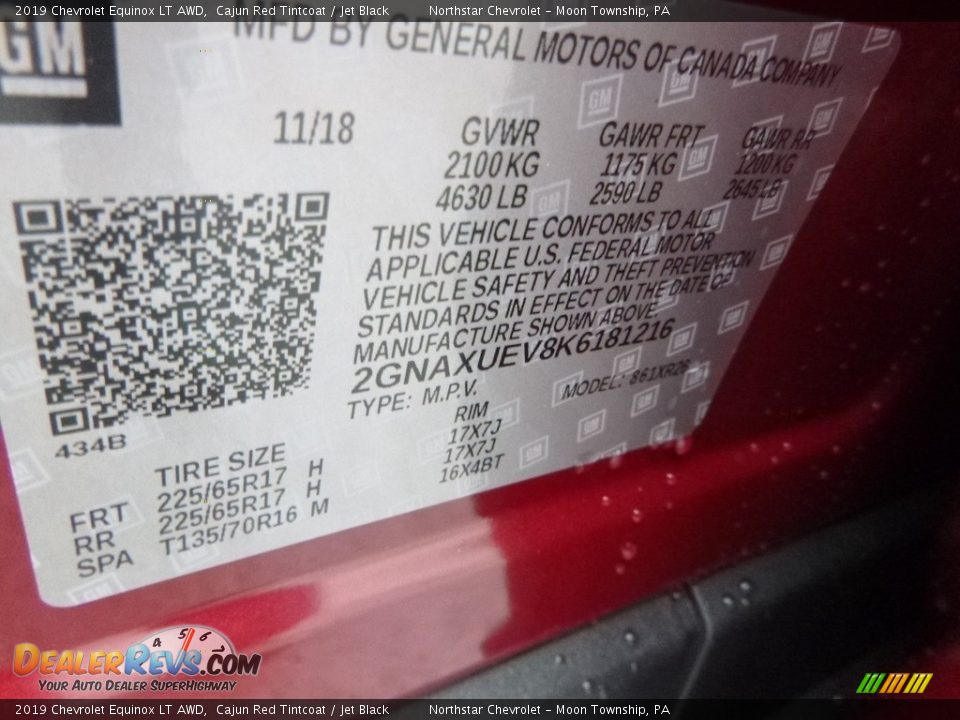 2019 Chevrolet Equinox LT AWD, Cajun Red Tintcoat / Jet Black Northstar Chevrolet - Moon Township, PA
GM
MFD BY GENERAL MOTORS OF CANADA COMPANY
11/18 GVWR GAWR FRT GAWR RR
2100 KG 1175 KG 1200 KG
4630 LB 2590 LB 2645 LB
THIS VEHICLE CONFORMS TO ALL
APPLICABLE U.S. FEDERAL MOTOR
VEHICLE SAFETY AND THEFT PREVENTION
STANDARDS IN EFFECT ON THE DATE OF
MANUFACTURE SHOWN ABOVE
2GNAXUEV8K6181216
TYPE: M.P.V. MODEL: 861XR26
434B
TIRE SIZE RIM
FRT 225/65R17 H 17X7J
RR 225/65R17 H 17X7J
SPA T135/70R16 M 16X4BT
4 5 6
DealerRevs.com
Your Auto Dealer SuperHighway
2019 Chevrolet Equinox LT AWD, Cajun Red Tintcoat / Jet Black Northstar Chevrolet - Moon Township, PA